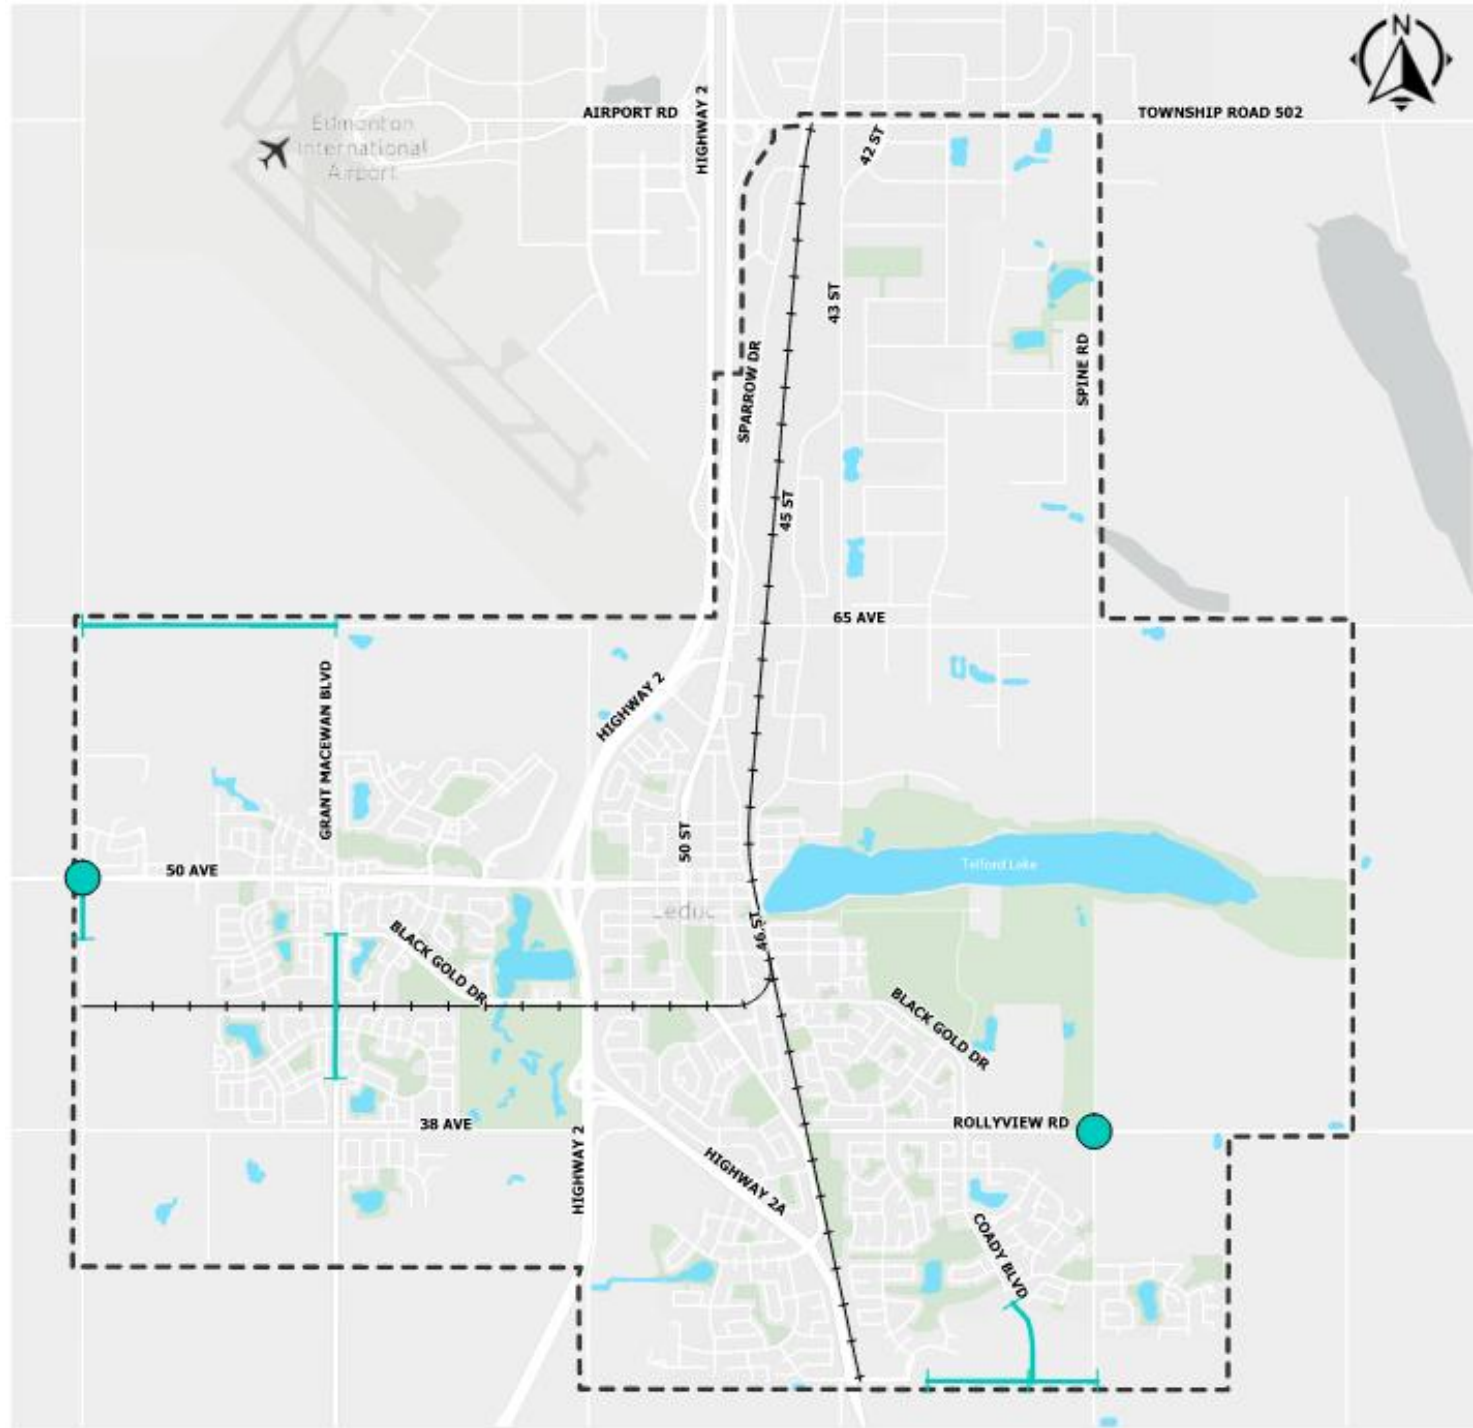 N
AIRPORT RD
HIGHWAY 2
TOWNSHIP ROAD 502
Edmonton
International
Airport
42 ST
43 ST
SPARROW DR
SPINE RD
45 ST
65 AVE
HIGHWAY 2
GRANT MACEWAN BLVD
50 ST
50 AVE
Telford Lake
Leduc
46 ST
BLACK GOLD DR
BLACK GOLD DR
38 AVE
ROLLYVIEW RD
HIGHWAY 2
HIGHWAY 2A
COADY BLVD